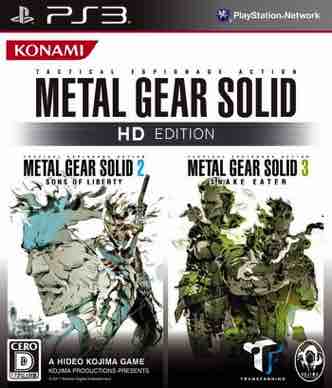 PS3
PlayStation®Network
KONAMI
TACTICAL ESPIONAGE ACTION
METAL GEAR SOLID
HD EDITION
TACTICAL ESPIONAGE ACTION
METAL GEAR SOLID 2
SONS OF LIBERTY
TACTICAL ESPIONAGE ACTION
METAL GEAR SOLID 3
SNAKE EATER
CERO
D
A HIDEO KOJIMA GAME
KOJIMA PRODUCTIONS PRESENTS
TRANSFARRING